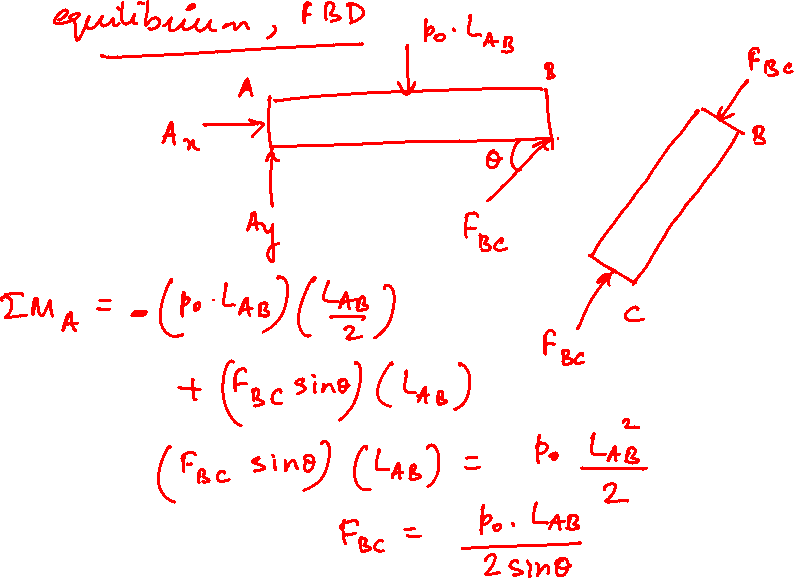 equilibrium, FBD
p₀·L_AB
A
B
Aₓ
θ
A_y
F_BC
F_BC
B
C
F_BC
ΣM_A = -(p₀·L_AB)(L_AB/2)
+ (F_BC sinθ)(L_AB)
(F_BC sinθ)(L_AB) = p₀ L_AB²/2
F_BC = p₀·L_AB/2 sinθ